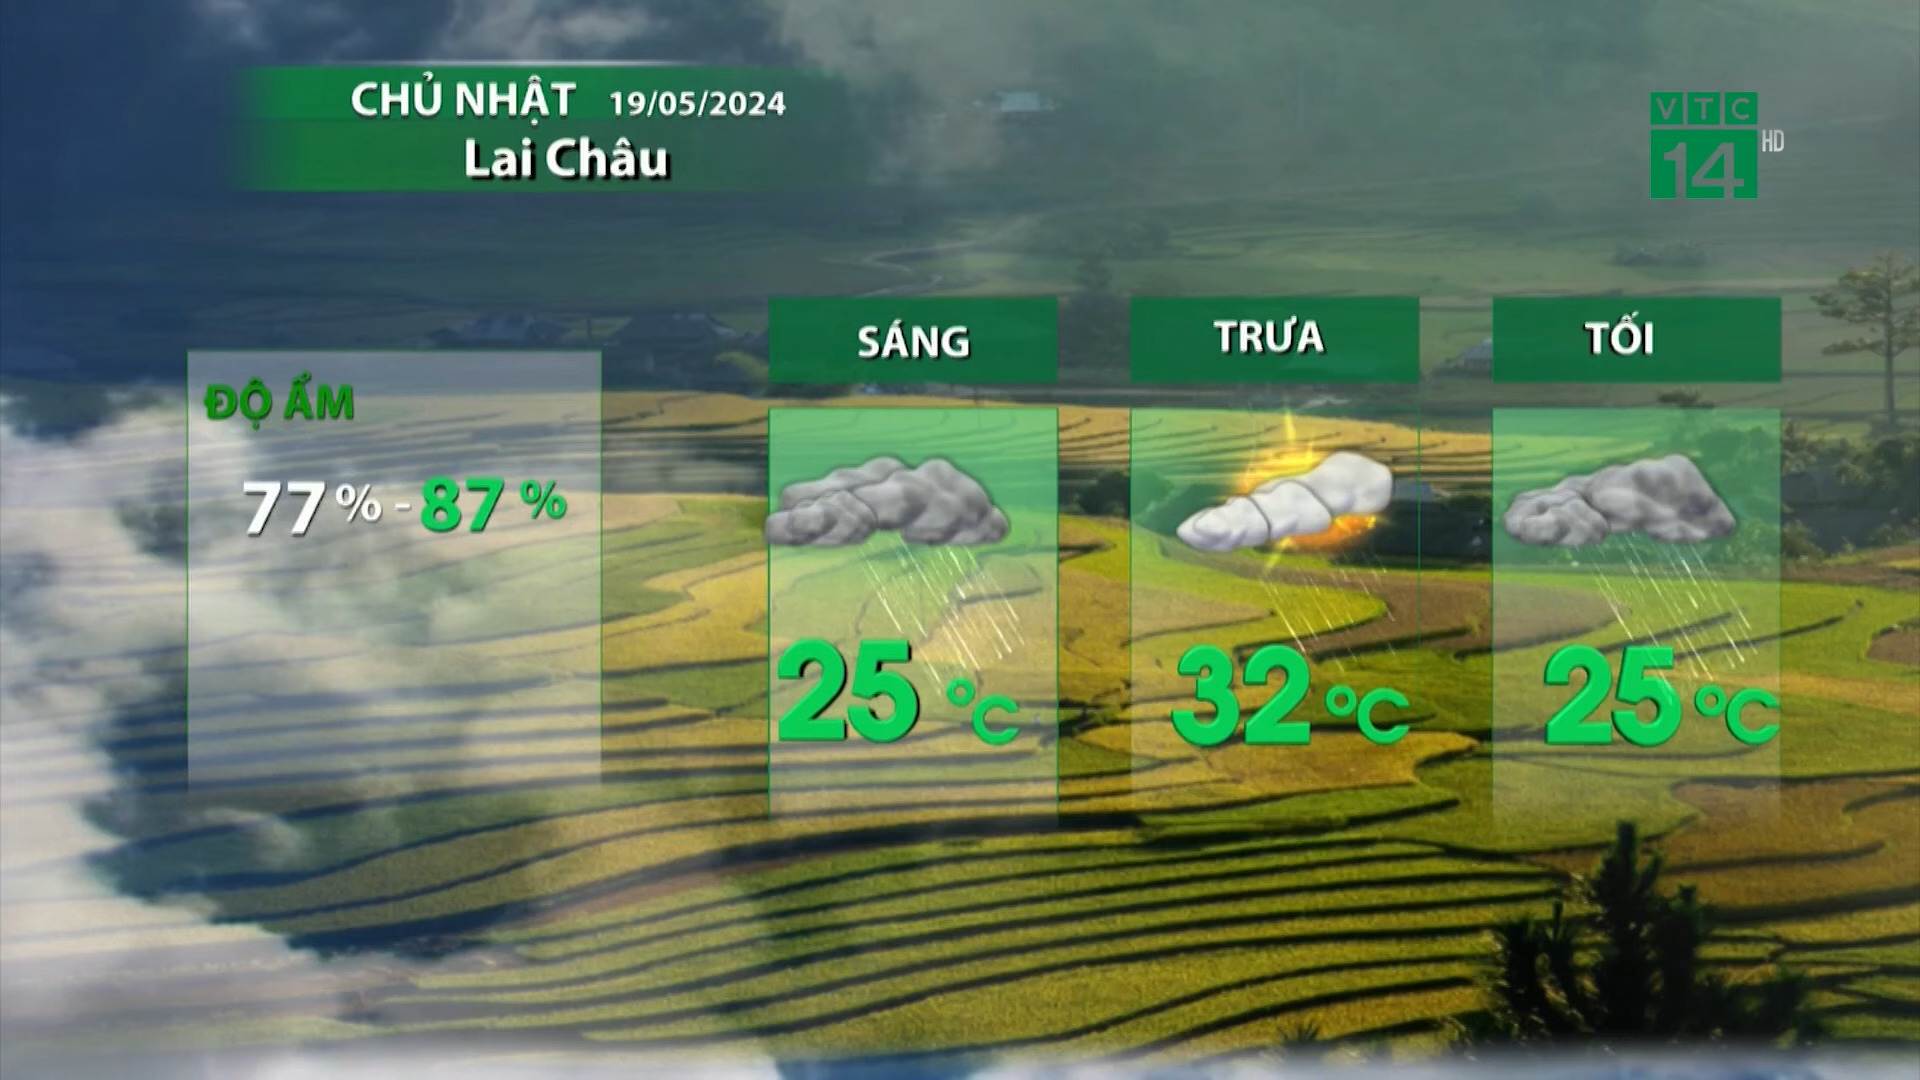 CHỦ NHẬT 19/05/2024
Lai Châu
VTC
14 HD
ĐỘ ẨM
77% - 87%
SÁNG
TRƯA
TỐI
25 °C
32 °C
25 °C